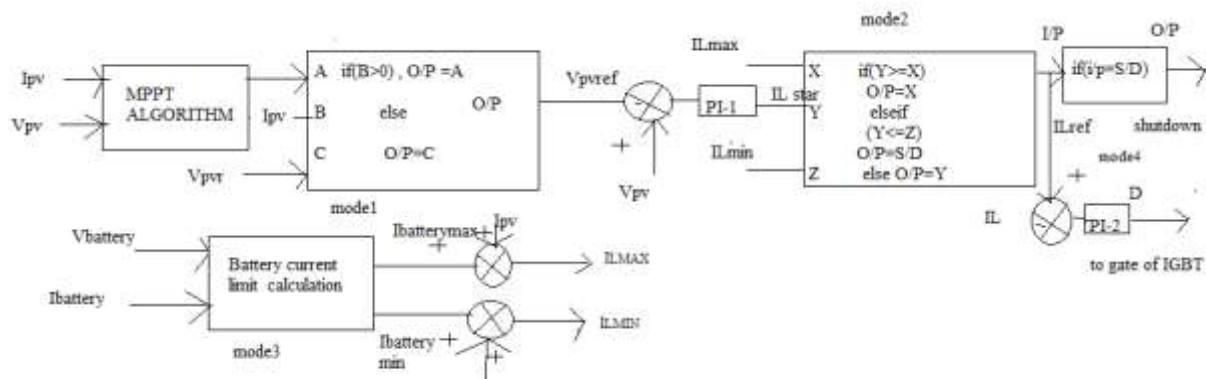 mode2
ILmax
I/P
O/P
Ipv
Vpv
MPPT
ALGORITHM
A if(B>0) , O/P =A
Ipv
B else
O/P
C O/P=C
Vpvr
mode1
Vpvref
-
+
Vpv
PI-1
IL star
ILmin
X if(Y>=X)
O/P=X
Y elseif
(Y<=Z)
O/P=S/D
Z else O/P=Y
if(i/p=S/D)
ILref
shutdown
mode4
+
-
IL
PI-2
D
to gate of IGBT
Vbattery
Ibattery
Battery current
limit calculation
mode3
Ibatterymax
+
+
Ipv
ILMAX
ILMIN
Ibattery
min
+
+